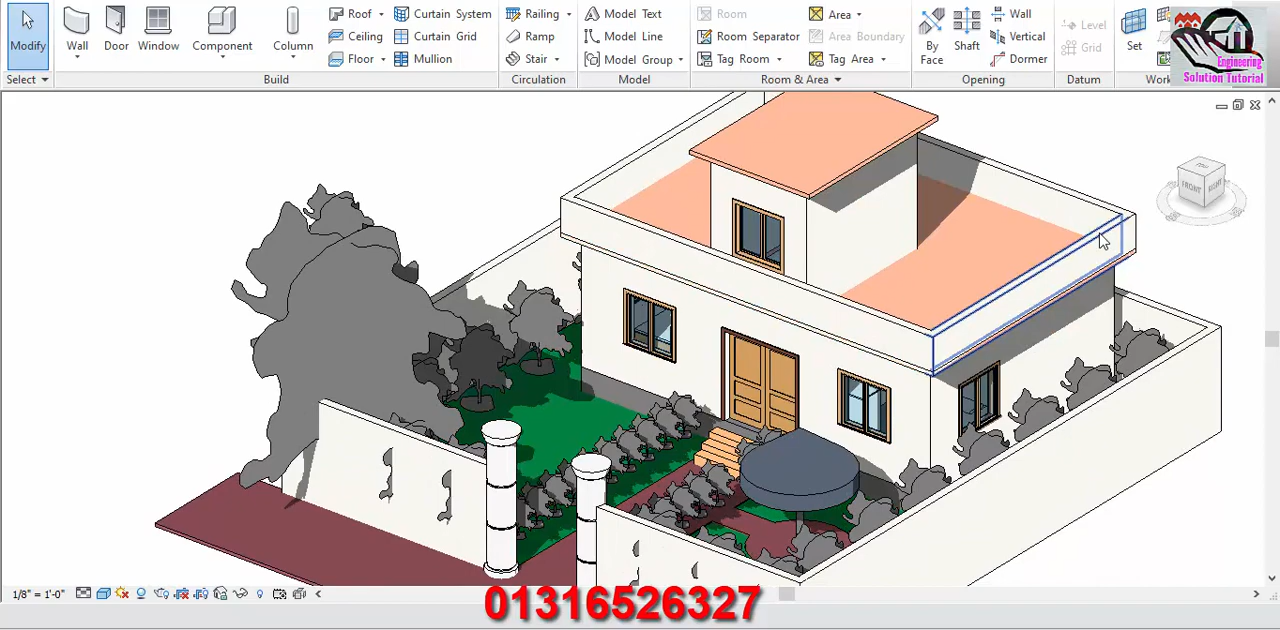 Modify
Select
Wall
Door
Window
Component
Column
Roof
Ceiling
Floor
Curtain System
Curtain Grid
Mullion
Build
Railing
Ramp
Stair
Circulation
Model Text
Model Line
Model Group
Model
Room
Room Separator
Tag Room
Area
Area Boundary
Tag Area
Room & Area
By
Face
Shaft
Wall
Vertical
Dormer
Opening
Level
Grid
Datum
Set
Engineering
Solution Tutorial
FRONT
RIGHT
1/8" = 1'-0"
01316526327